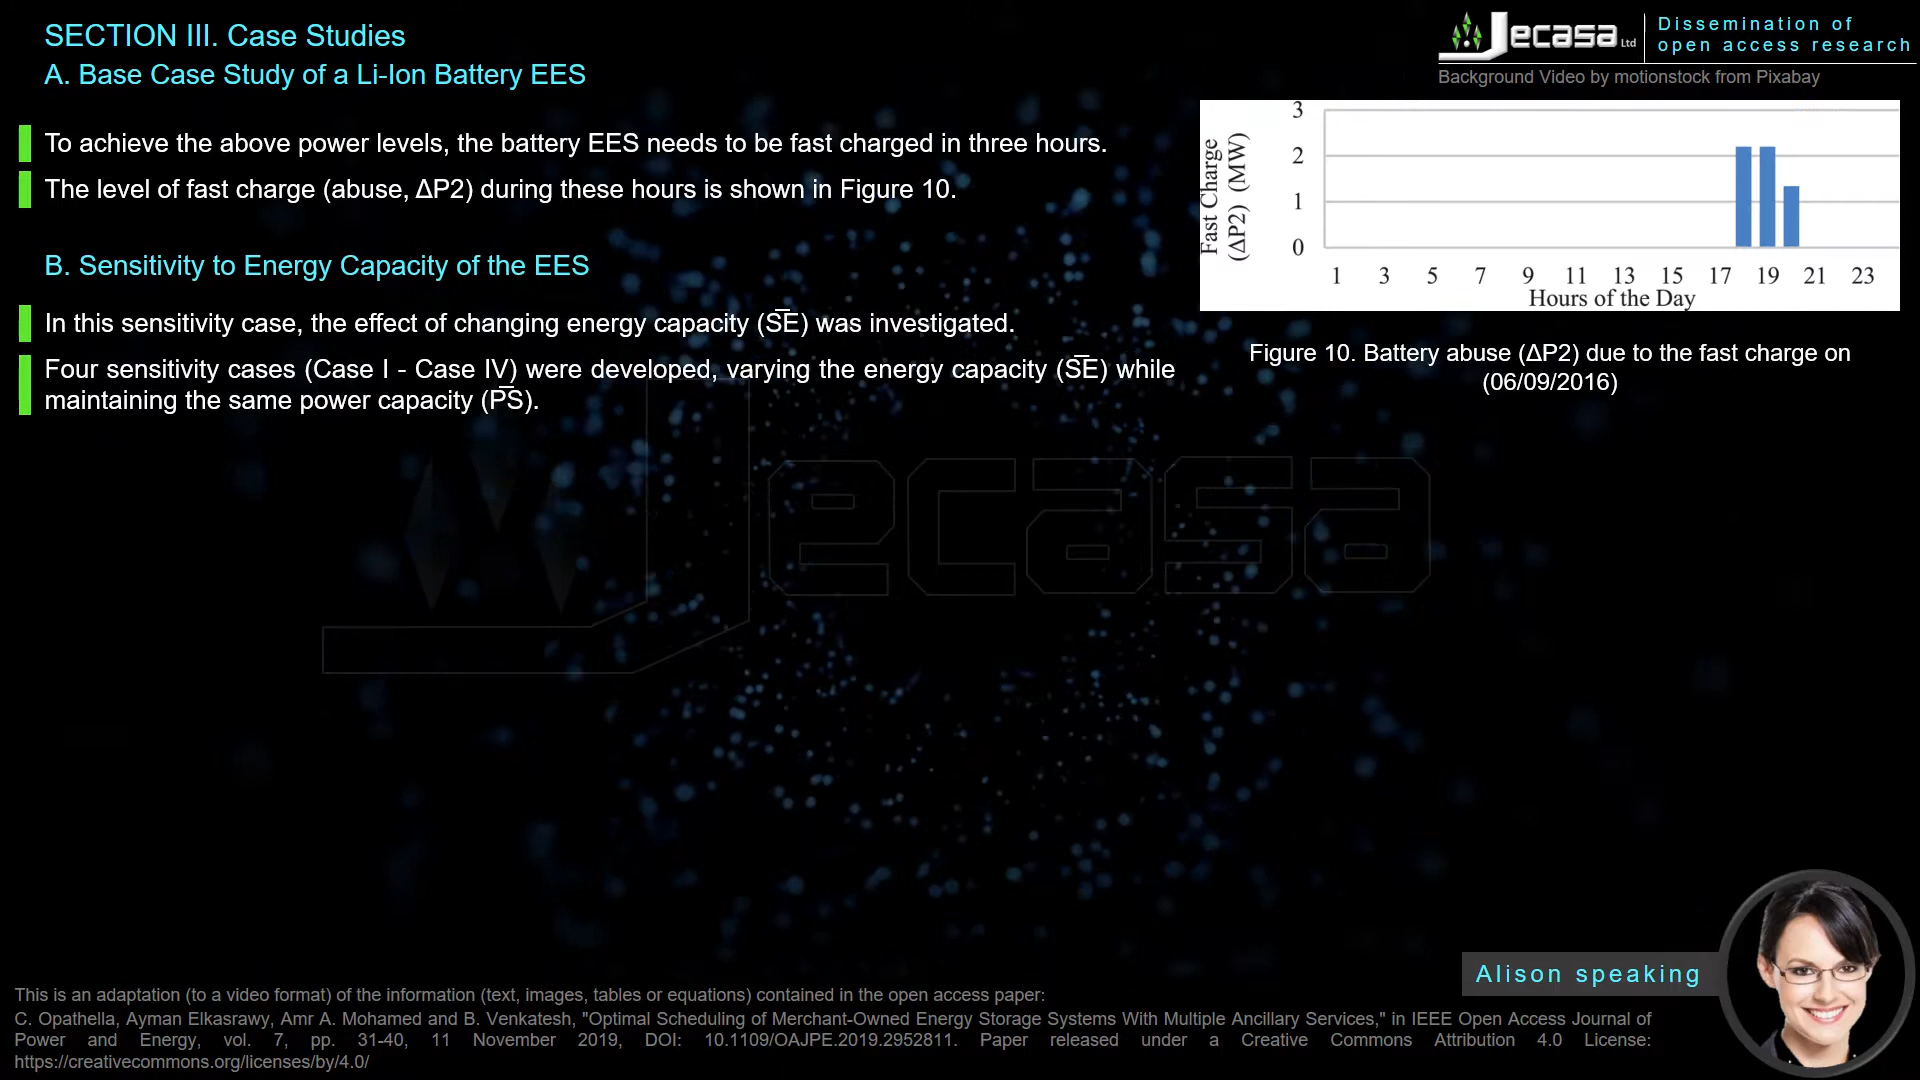 SECTION III. Case Studies
A. Base Case Study of a Li-Ion Battery EES
To achieve the above power levels, the battery EES needs to be fast charged in three hours.
The level of fast charge (abuse, ΔP2) during these hours is shown in Figure 10.
B. Sensitivity to Energy Capacity of the EES
In this sensitivity case, the effect of changing energy capacity (S̅E̅) was investigated.
Four sensitivity cases (Case I - Case IV) were developed, varying the energy capacity (S̅E̅) while
maintaining the same power capacity (P̅S̅).
Jecasa Ltd
Dissemination of
open access research
Background Video by motionstock from Pixabay
Fast Charge
(ΔP2) (MW)
3
2
1
0
1 3 5 7 9 11 13 15 17 19 21 23
Hours of the Day
Figure 10. Battery abuse (ΔP2) due to the fast charge on
(06/09/2016)
Jecasa
Alison speaking
This is an adaptation (to a video format) of the information (text, images, tables or equations) contained in the open access paper:
C. Opathella, Ayman Elkasrawy, Amr A. Mohamed and B. Venkatesh, "Optimal Scheduling of Merchant-Owned Energy Storage Systems With Multiple Ancillary Services," in IEEE Open Access Journal of
Power and Energy, vol. 7, pp. 31-40, 11 November 2019, DOI: 10.1109/OAJPE.2019.2952811. Paper released under a Creative Commons Attribution 4.0 License:
https://creativecommons.org/licenses/by/4.0/